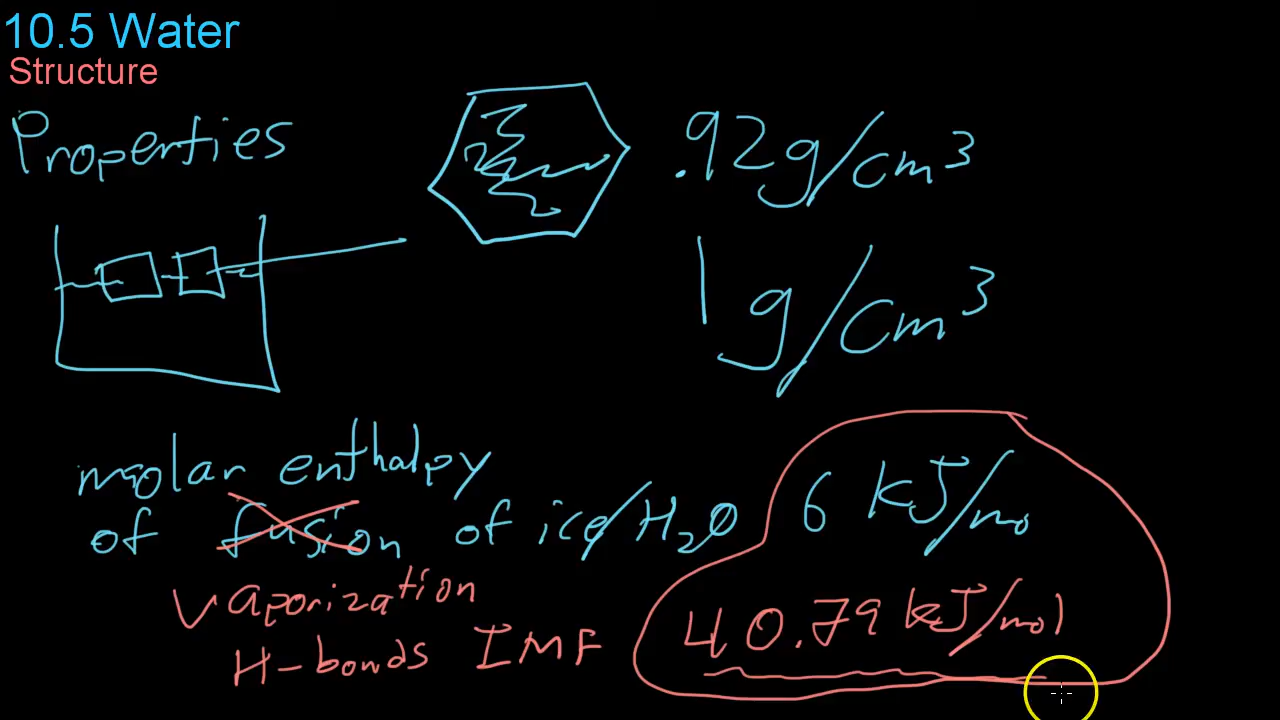 10.5 Water
Structure
Properties
.92g/cm³
1g/cm³
molar enthalpy
of fusion of ice/H₂O 6 kJ/mo
Vaporization 40.79 kJ/mol
H-bonds IMF